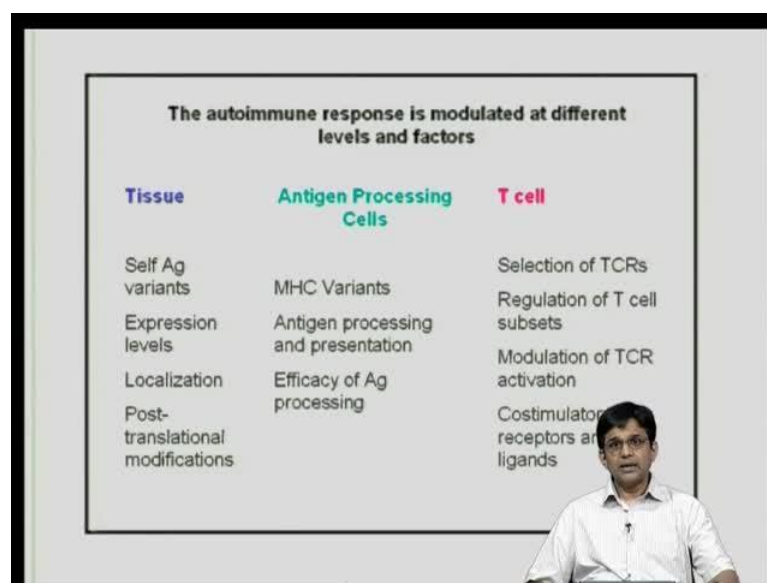 The autoimmune response is modulated at different
levels and factors
Tissue
Self Ag
variants
Expression
levels
Localization
Post-
translational
modifications
Antigen Processing
Cells
MHC Variants
Antigen processing
and presentation
Efficacy of Ag
processing
T cell
Selection of TCRs
Regulation of T cell
subsets
Modulation of TCR
activation
receptors
ligands